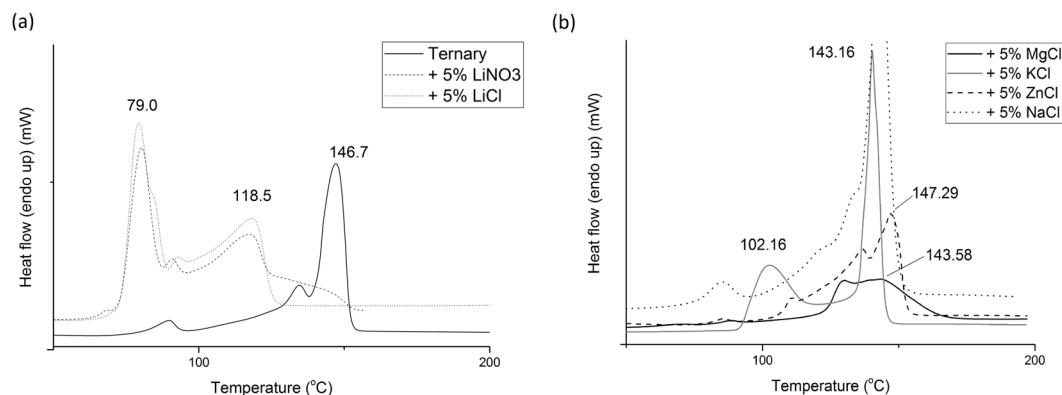 (a)
Ternary
+ 5% LiNO3
+ 5% LiCl
79.0
118.5
146.7
Heat flow (endo up) (mW)
100
200
Temperature (°C)
(b)
+ 5% MgCl
+ 5% KCl
+ 5% ZnCl
+ 5% NaCl
143.16
147.29
102.16
143.58
Heat flow (endo up) (mW)
100
200
Temperature (°C)